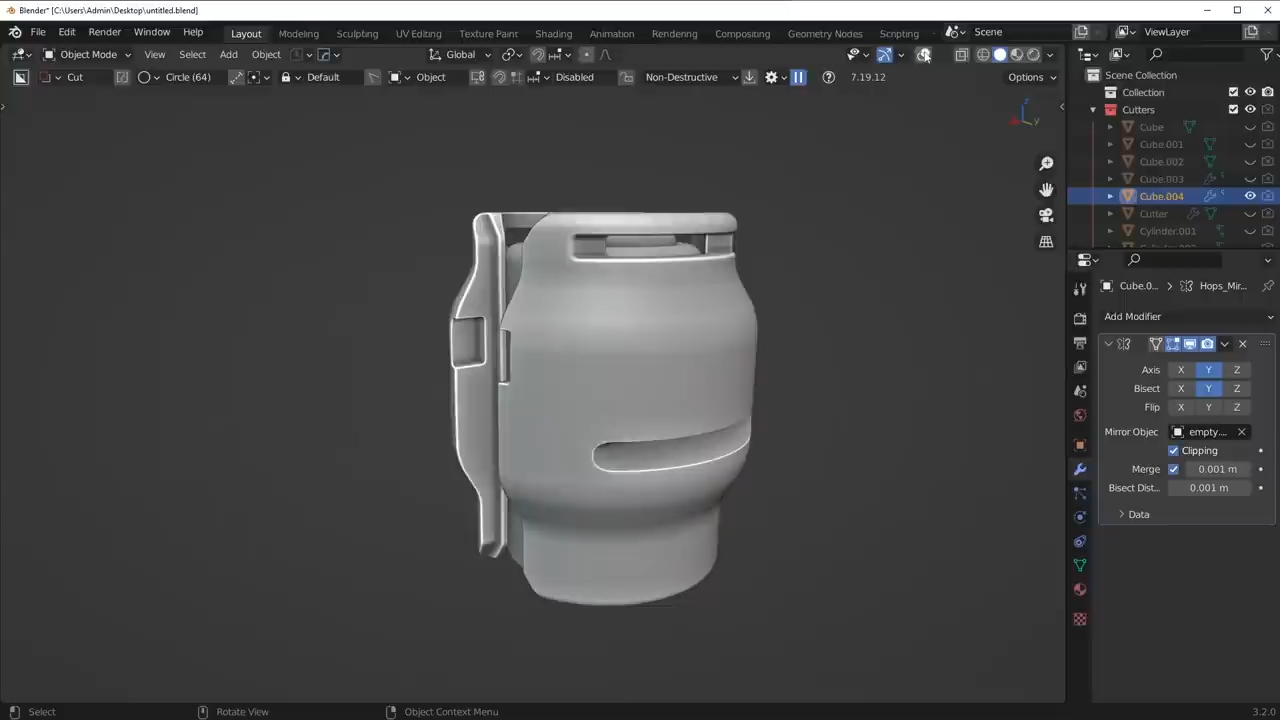 Blender* [C:\Users\Admin\Desktop\untitled.blend]
File Edit Render Window Help Layout Modeling Sculpting UV Editing Texture Paint Shading Animation Rendering Compositing Geometry Nodes Scripting Scene ViewLayer
Object Mode View Select Add Object Global
Cut Circle (64) Default Object Disabled Non-Destructive 7.19.12 Options
Scene Collection
Collection
Cutters
Cube
Cube.001
Cube.002
Cube.003
Cube.004
Cutter
Cylinder.001
z
y
Cube.0... Hops_Mir...
Add Modifier
Axis X Y Z
Bisect X Y Z
Flip X Y Z
Mirror Objec empty....
Clipping
Merge 0.001 m
Bisect Dist... 0.001 m
Data
Select Rotate View Object Context Menu 3.2.0